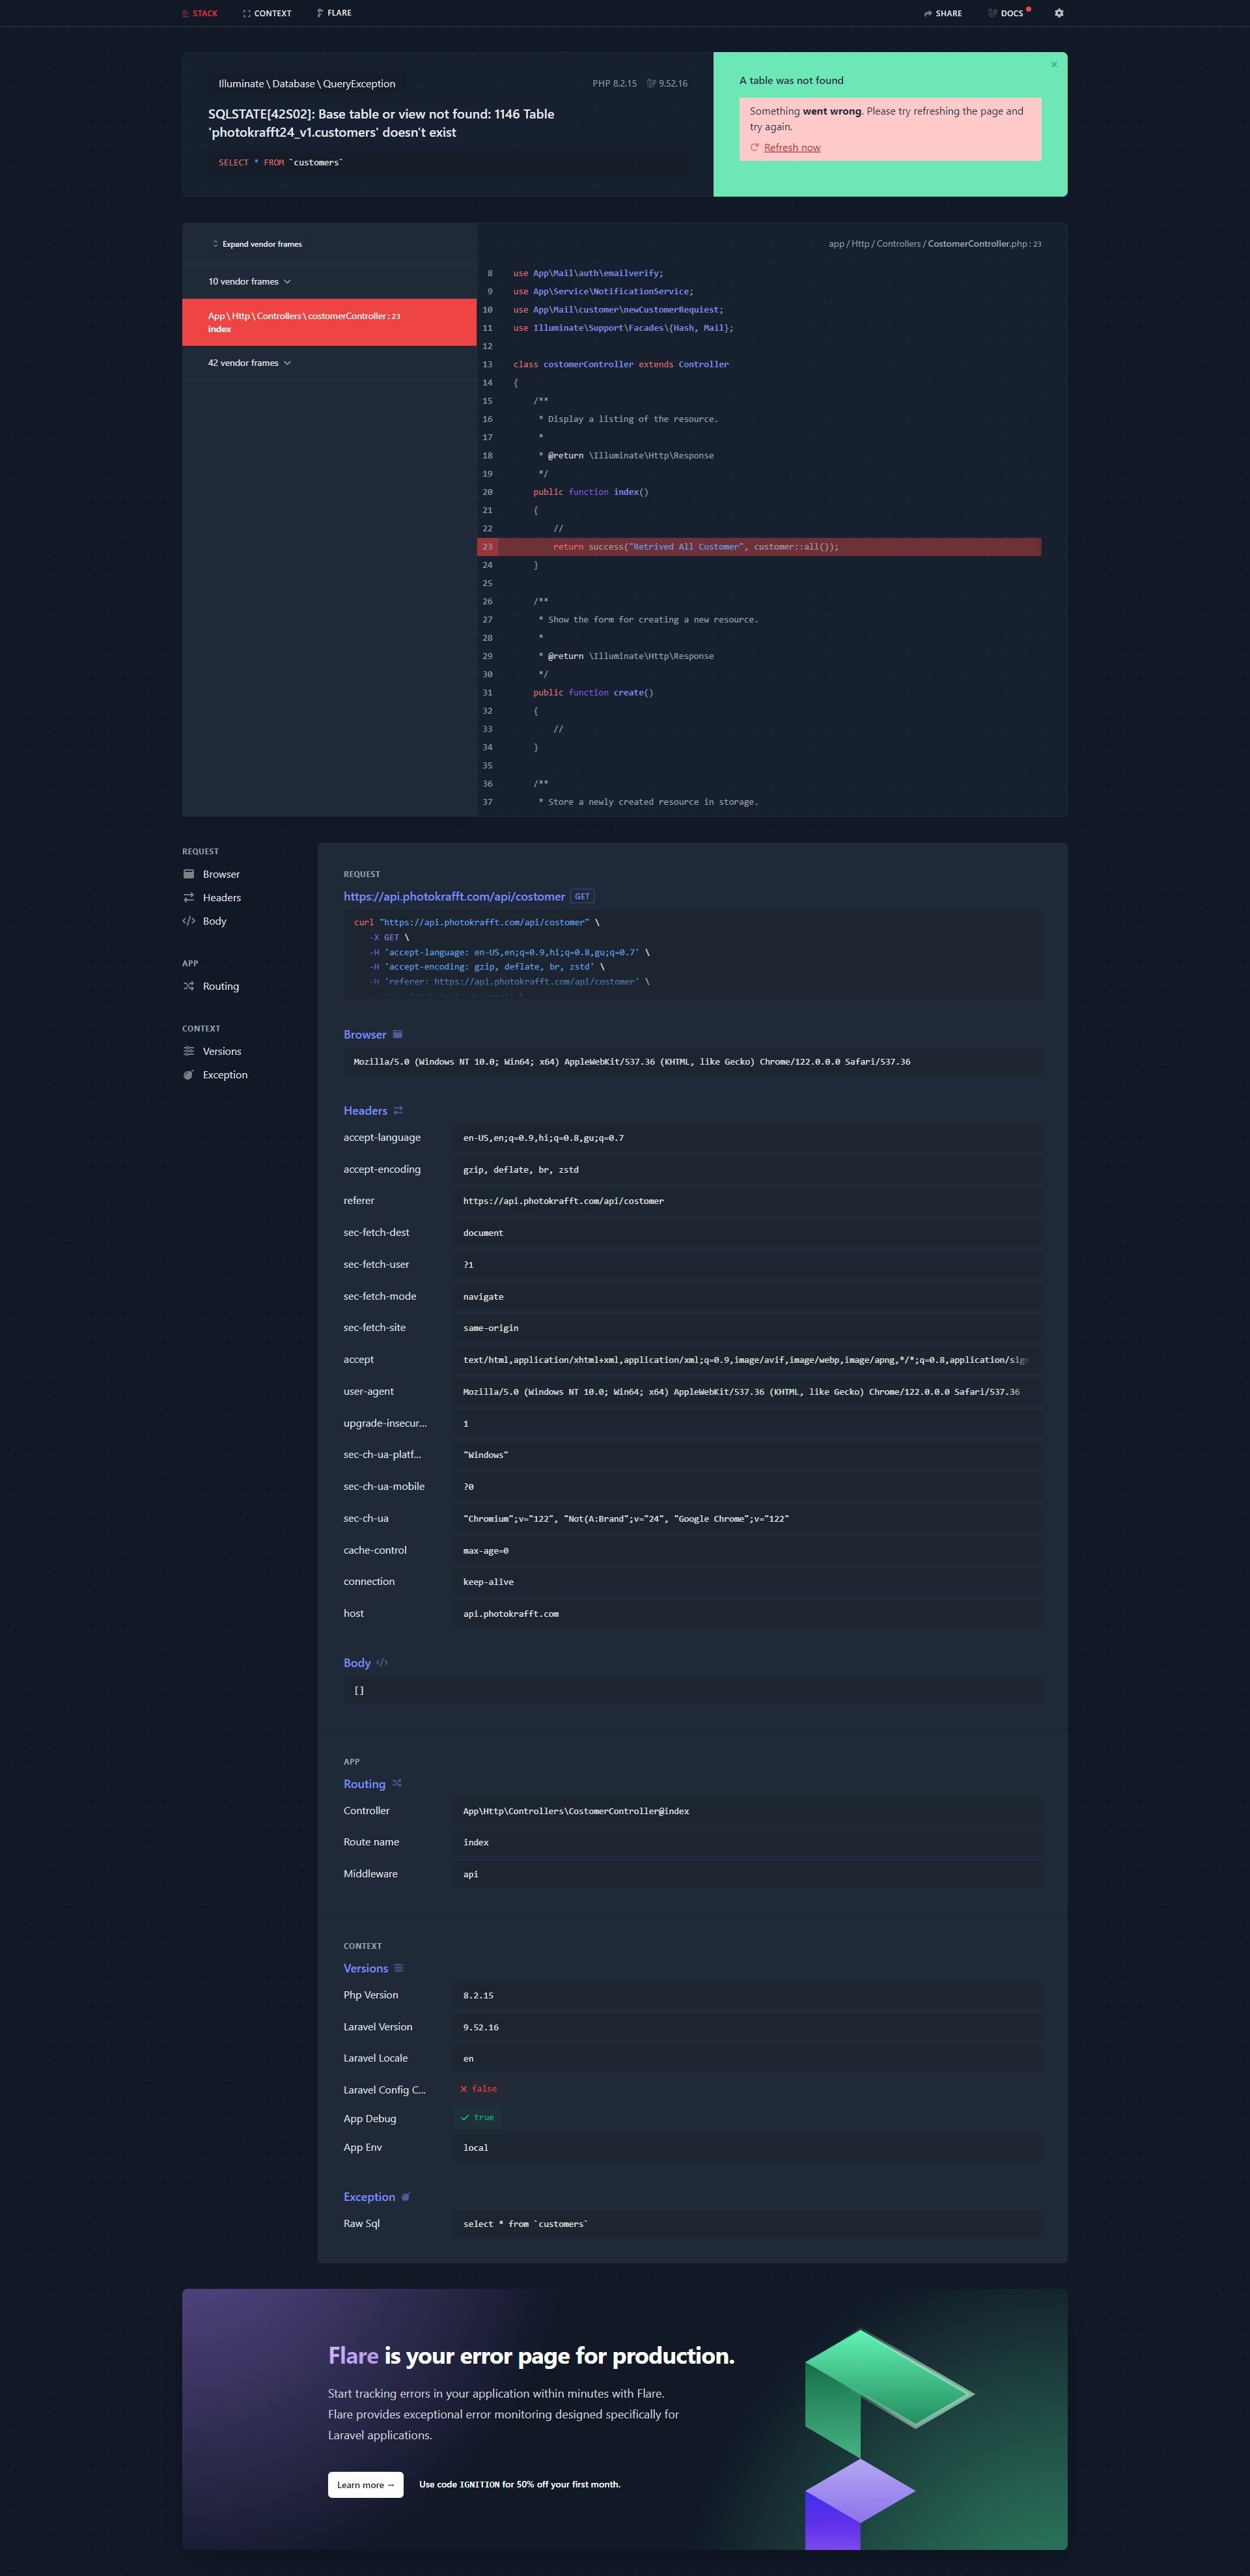 STACK
CONTEXT
FLARE
SHARE
DOCS
Illuminate \ Database \ QueryException
PHP 8.2.15
9.52.16
SQLSTATE[42S02]: Base table or view not found: 1146 Table
'photokrafft24_v1.customers' doesn't exist
SELECT * FROM `customers`
A table was not found
Something went wrong. Please try refreshing the page and
try again.
Refresh now
Expand vendor frames
10 vendor frames
App \ Http \ Controllers \ costomerController : 23
index
42 vendor frames
app / Http / Controllers / CostomerController.php : 23
8 use App\Mail\auth\emailverify;
9 use App\Service\NotificationService;
10 use App\Mail\customer\newCustomerRequiest;
11 use Illuminate\Support\Facades\{Hash, Mail};
12
13 class costomerController extends Controller
14 {
15 /**
16 * Display a listing of the resource.
17 *
18 * @return \Illuminate\Http\Response
19 */
20 public function index()
21 {
22 //
23 return success("Retrived All Customer", customer::all());
24 }
25
26 /**
27 * Show the form for creating a new resource.
28 *
29 * @return \Illuminate\Http\Response
30 */
31 public function create()
32 {
33 //
34 }
35
36 /**
37 * Store a newly created resource in storage.
REQUEST
Browser
Headers
Body
APP
Routing
CONTEXT
Versions
Exception
REQUEST
https://api.photokrafft.com/api/costomer GET
curl "https://api.photokrafft.com/api/costomer" \
-X GET \
-H 'accept-language: en-US,en;q=0.9,hi;q=0.8,gu;q=0.7' \
-H 'accept-encoding: gzip, deflate, br, zstd' \
-H 'referer: https://api.photokrafft.com/api/costomer' \
Browser
Mozilla/5.0 (Windows NT 10.0; Win64; x64) AppleWebKit/537.36 (KHTML, like Gecko) Chrome/122.0.0.0 Safari/537.36
Headers
accept-language en-US,en;q=0.9,hi;q=0.8,gu;q=0.7
accept-encoding gzip, deflate, br, zstd
referer https://api.photokrafft.com/api/costomer
sec-fetch-dest document
sec-fetch-user ?1
sec-fetch-mode navigate
sec-fetch-site same-origin
accept text/html,application/xhtml+xml,application/xml;q=0.9,image/avif,image/webp,image/apng,*/*;q=0.8,application/sign
user-agent Mozilla/5.0 (Windows NT 10.0; Win64; x64) AppleWebKit/537.36 (KHTML, like Gecko) Chrome/122.0.0.0 Safari/537.36
upgrade-insecur... 1
sec-ch-ua-platf... "Windows"
sec-ch-ua-mobile ?0
sec-ch-ua "Chromium";v="122", "Not(A:Brand";v="24", "Google Chrome";v="122"
cache-control max-age=0
connection keep-alive
host api.photokrafft.com
Body
[]
APP
Routing
Controller App\Http\Controllers\CostomerController@index
Route name index
Middleware api
CONTEXT
Versions
Php Version 8.2.15
Laravel Version 9.52.16
Laravel Locale en
Laravel Config C... false
App Debug true
App Env local
Exception
Raw Sql select * from `customers`
Flare is your error page for production.
Start tracking errors in your application within minutes with Flare.
Flare provides exceptional error monitoring designed specifically for
Laravel applications.
Learn more →
Use code IGNITION for 50% off your first month.